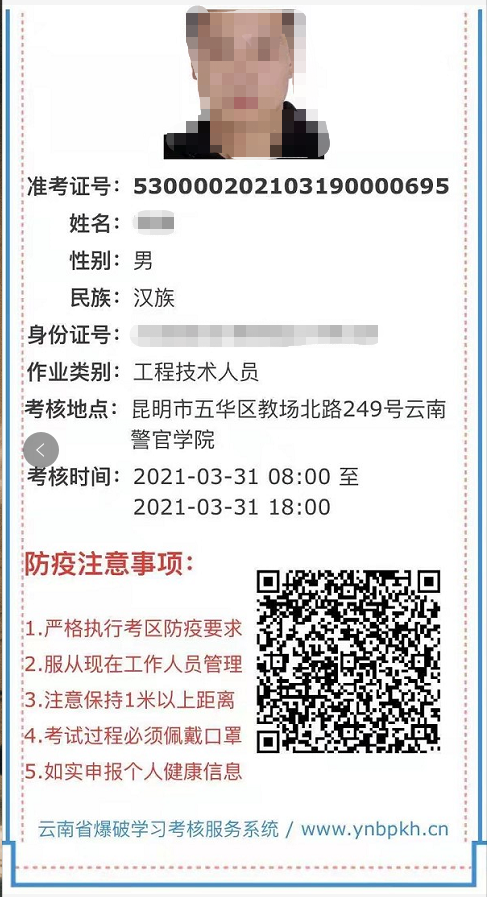 准考证号：530000202103190000695
姓名：
性别：男
民族：汉族
身份证号：
作业类别：工程技术人员
考核地点：昆明市五华区教场北路249号云南
警官学院
考核时间：2021-03-31 08:00 至
2021-03-31 18:00
防疫注意事项：
1.严格执行考区防疫要求
2.服从现在工作人员管理
3.注意保持1米以上距离
4.考试过程必须佩戴口罩
5.如实申报个人健康信息
云南省爆破学习考核服务系统 / www.ynbpkh.cn